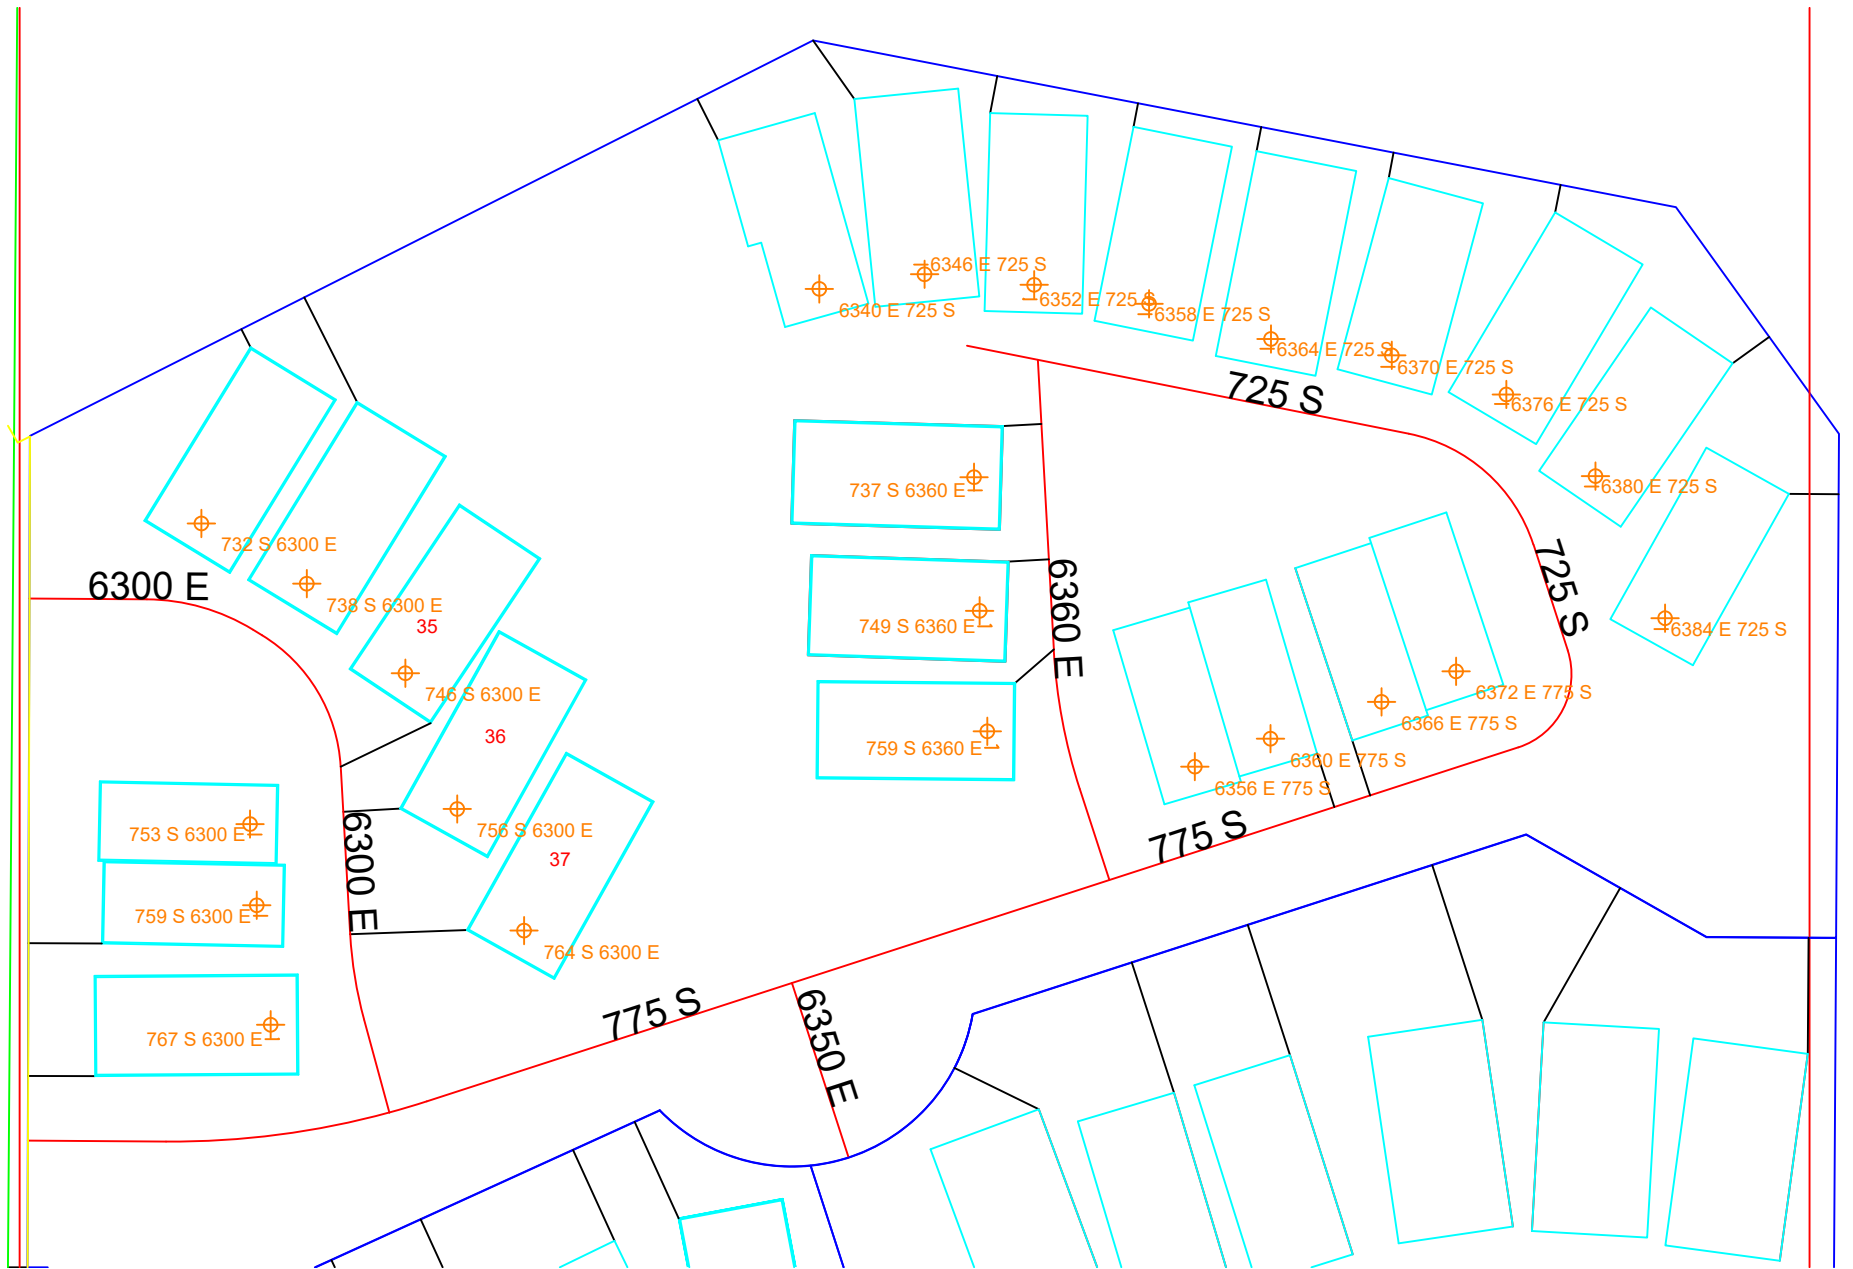 6346 E 725 S
6352 E 725 S
6340 E 725 S
6358 E 725 S
6364 E 725 S
6370 E 725 S
725 S
6376 E 725 S
737 S 6360 E
6380 E 725 S
732 S 6300 E
6300 E
738 S 6300 E
35
749 S 6360 E
6360 E
725 S
6384 E 725 S
746 S 6300 E
6372 E 775 S
6366 E 775 S
36
759 S 6360 E
6360 E 775 S
6356 E 775 S
753 S 6300 E
756 S 6300 E
775 S
37
6300 E
759 S 6300 E
764 S 6300 E
775 S
6350 E
767 S 6300 E